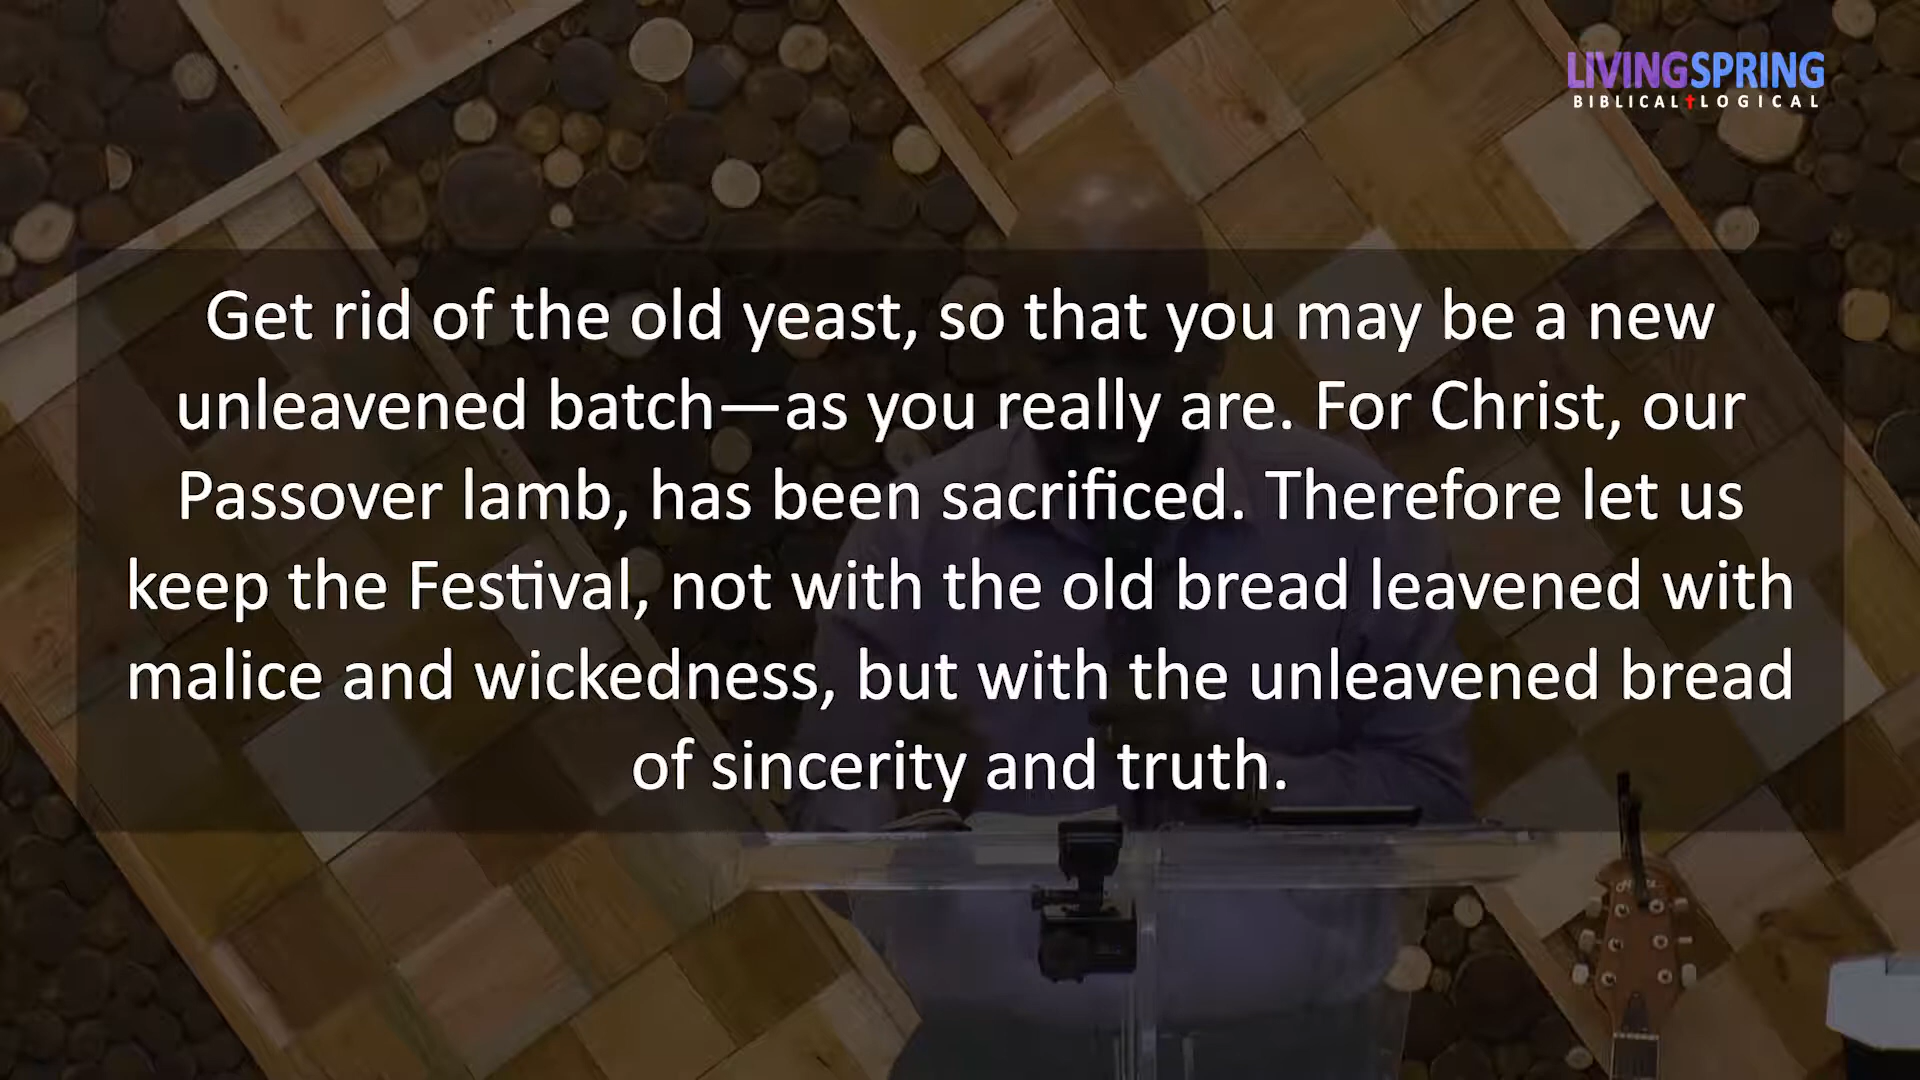 LIVINGSPRING
BIBLICAL✝LOGICAL
Get rid of the old yeast, so that you may be a new
unleavened batch—as you really are. For Christ, our
Passover lamb, has been sacrificed. Therefore let us
keep the Festival, not with the old bread leavened with
malice and wickedness, but with the unleavened bread
of sincerity and truth.